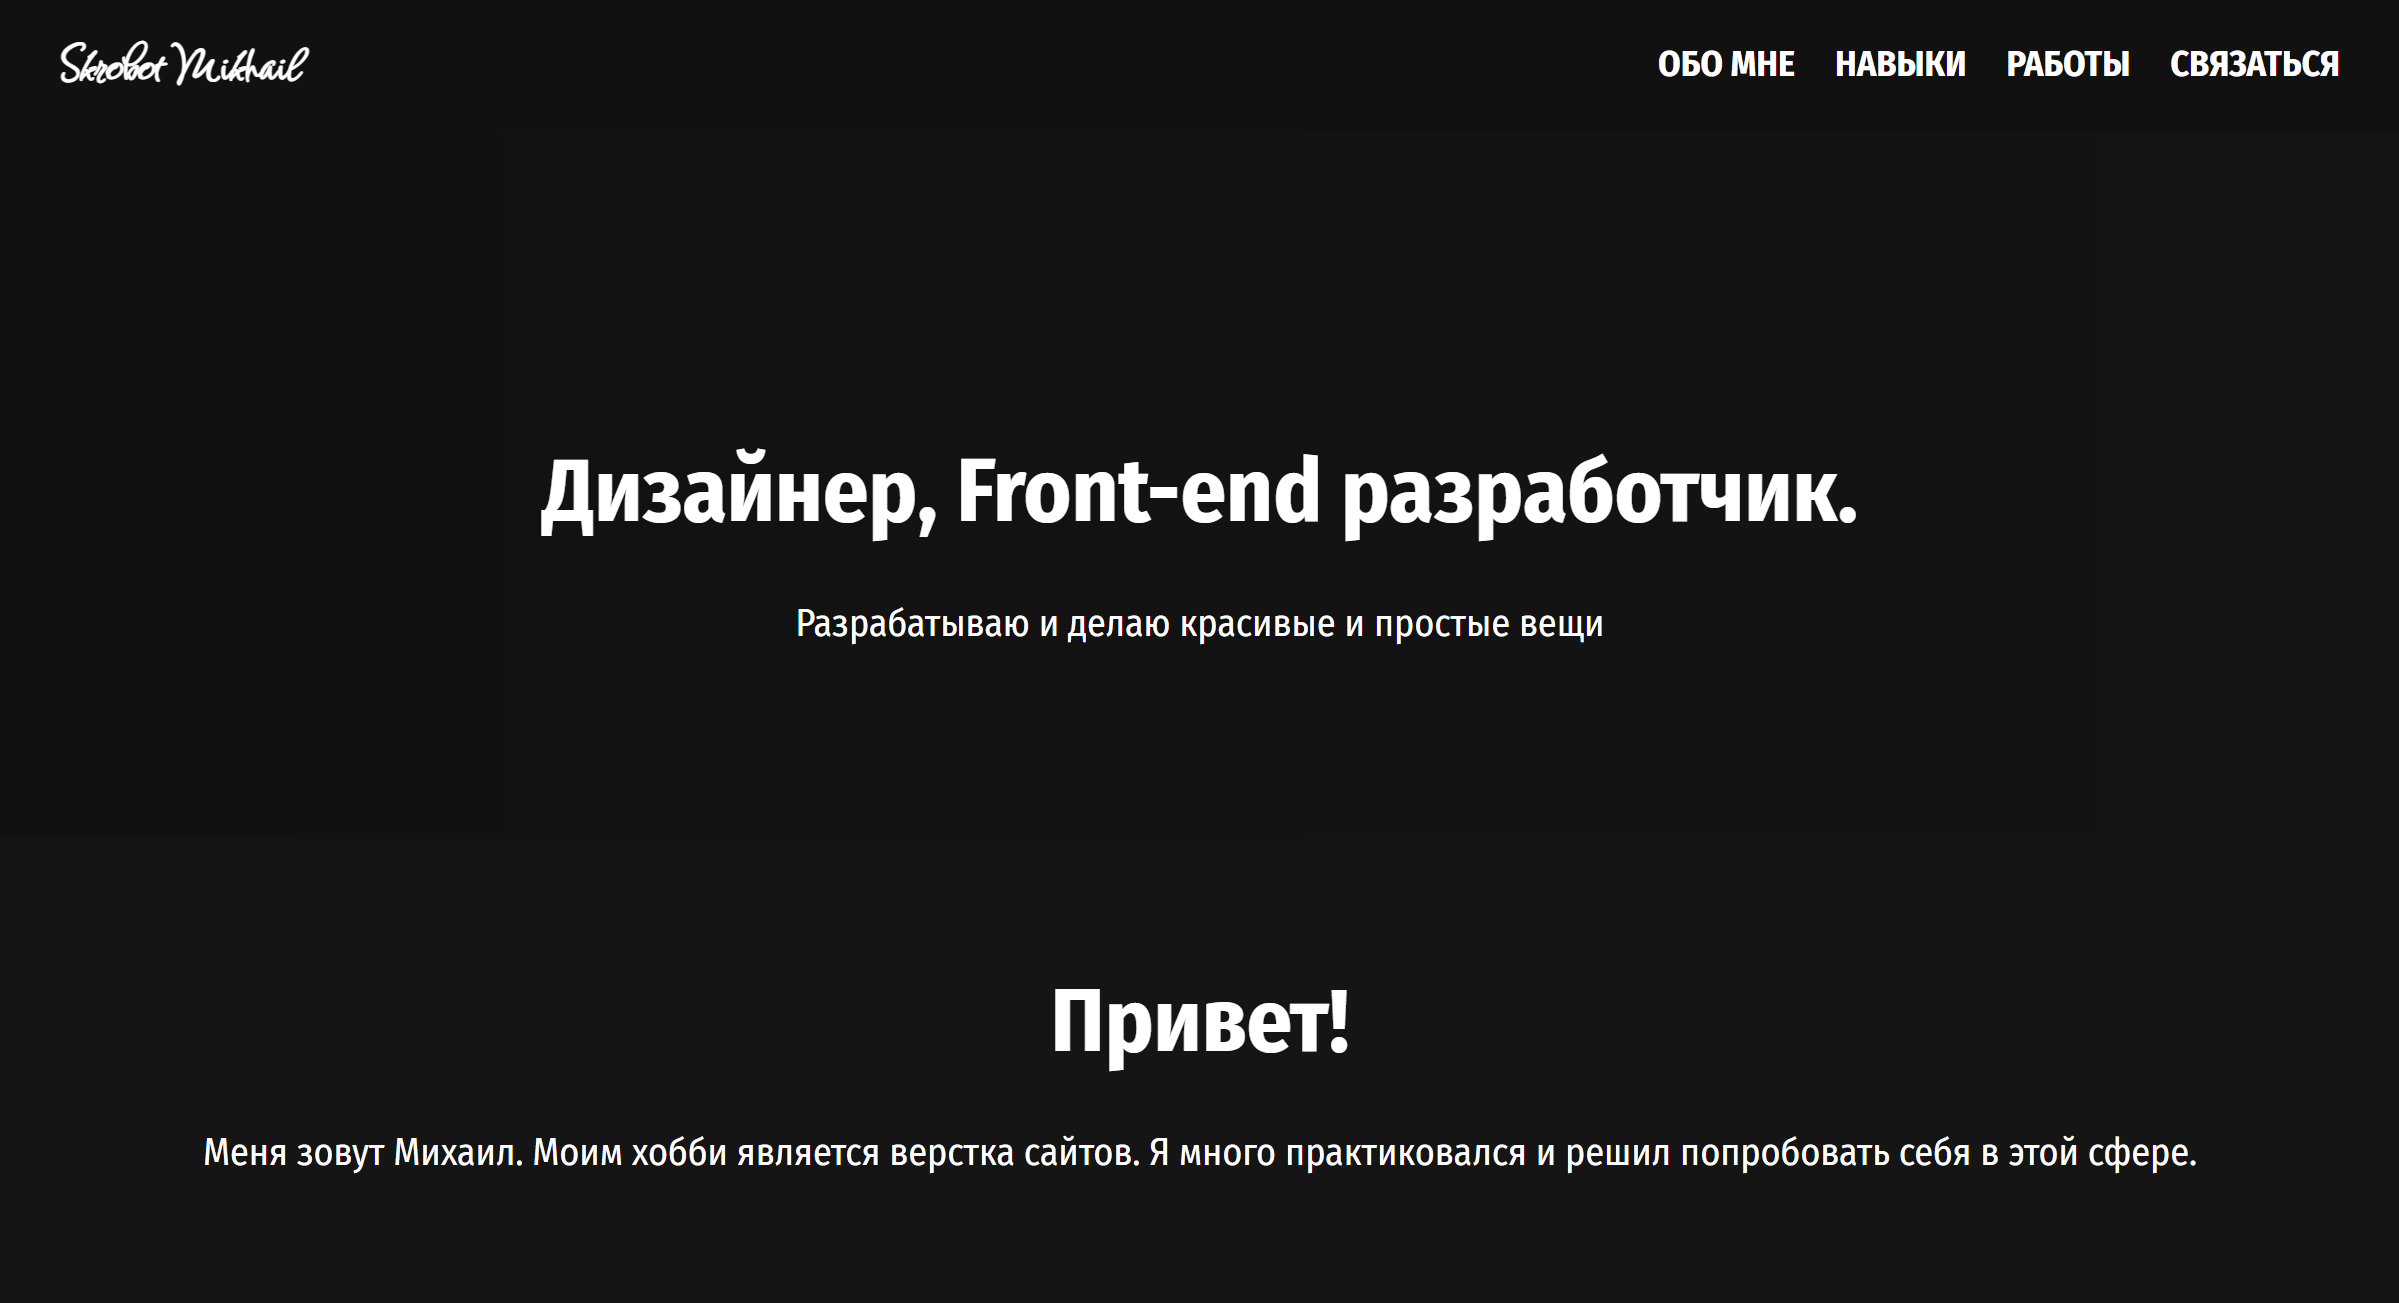 Skrobot Mikhail
ОБО МНЕ НАВЫКИ РАБОТЫ СВЯЗАТЬСЯ
Дизайнер, Front-end разработчик.
Разрабатываю и делаю красивые и простые вещи
Привет!
Меня зовут Михаил. Моим хобби является верстка сайтов. Я много практиковался и решил попробовать себя в этой сфере.